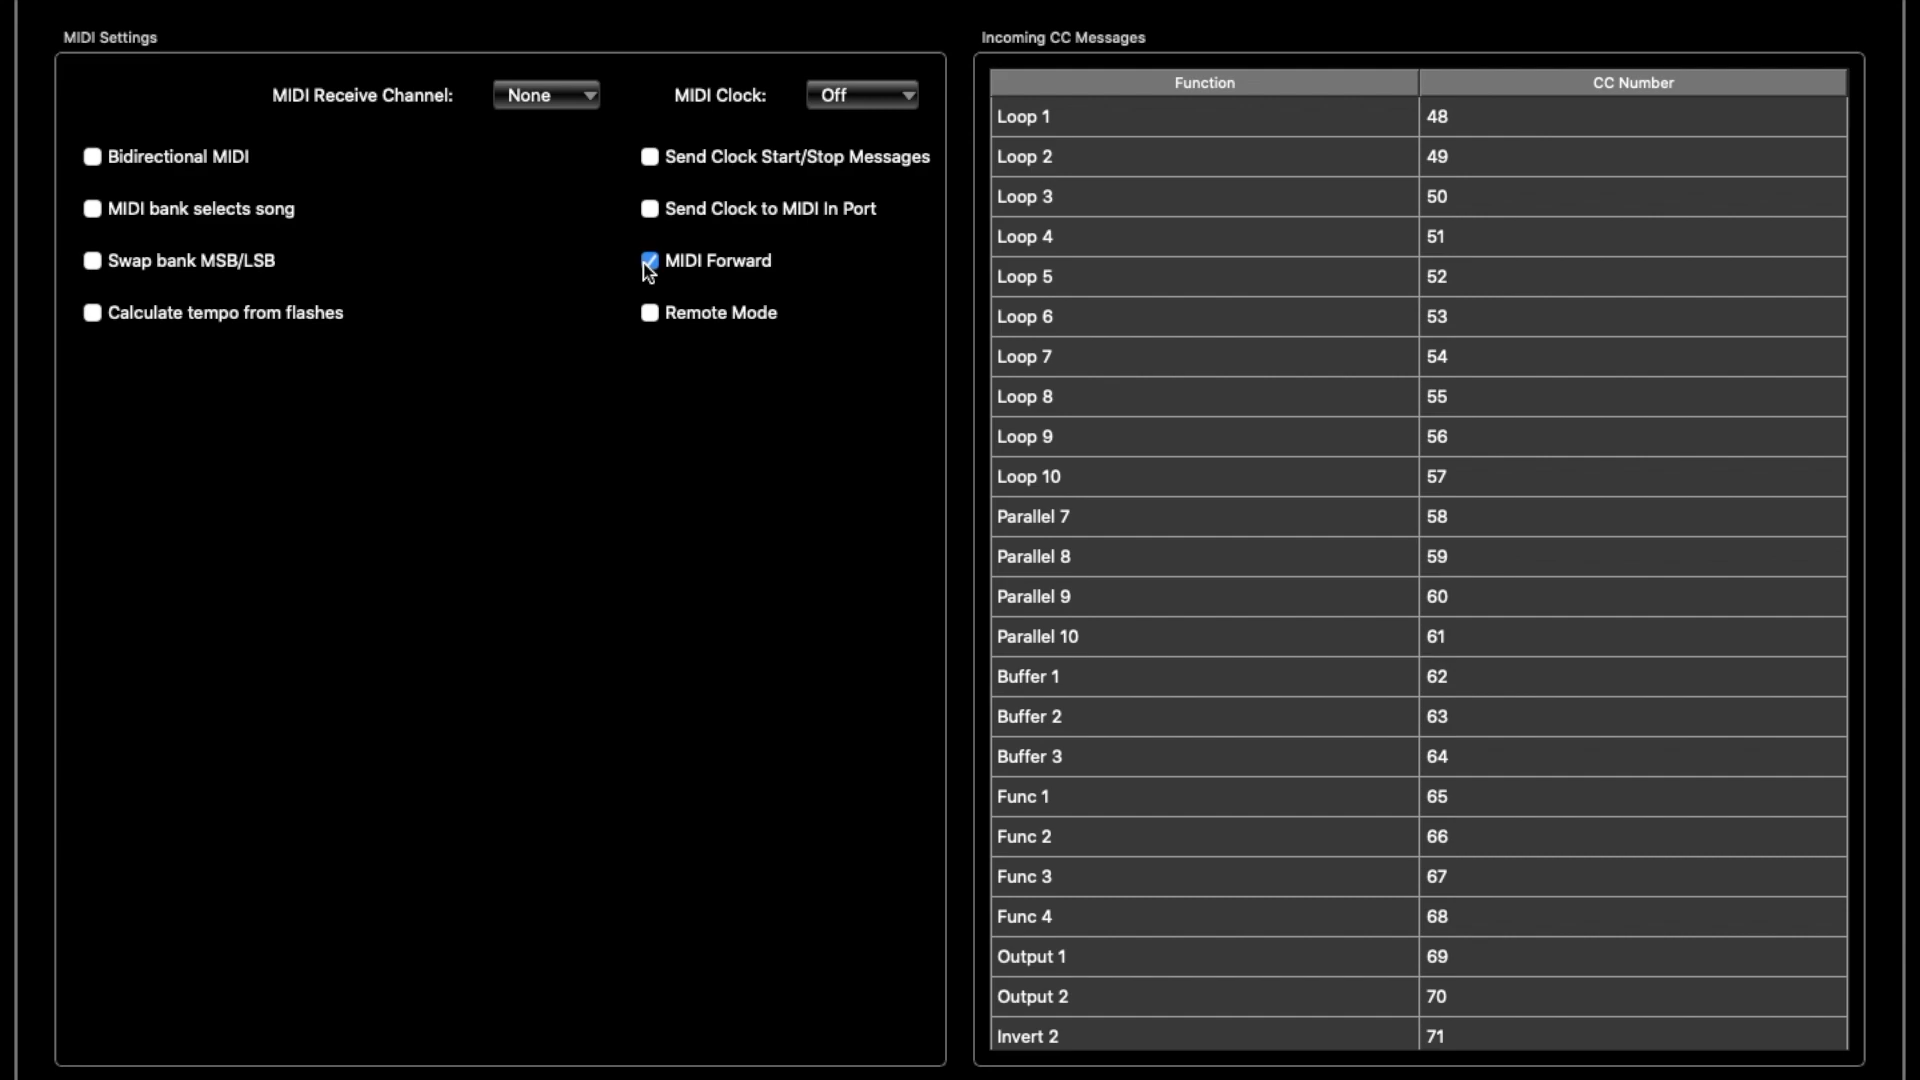 MIDI Settings
MIDI Receive Channel: None MIDI Clock: Off
Bidirectional MIDI
Send Clock Start/Stop Messages
MIDI bank selects song
Send Clock to MIDI In Port
Swap bank MSB/LSB
MIDI Forward
Calculate tempo from flashes
Remote Mode
Incoming CC Messages
Function CC Number
Loop 1 48
Loop 2 49
Loop 3 50
Loop 4 51
Loop 5 52
Loop 6 53
Loop 7 54
Loop 8 55
Loop 9 56
Loop 10 57
Parallel 7 58
Parallel 8 59
Parallel 9 60
Parallel 10 61
Buffer 1 62
Buffer 2 63
Buffer 3 64
Func 1 65
Func 2 66
Func 3 67
Func 4 68
Output 1 69
Output 2 70
Invert 2 71